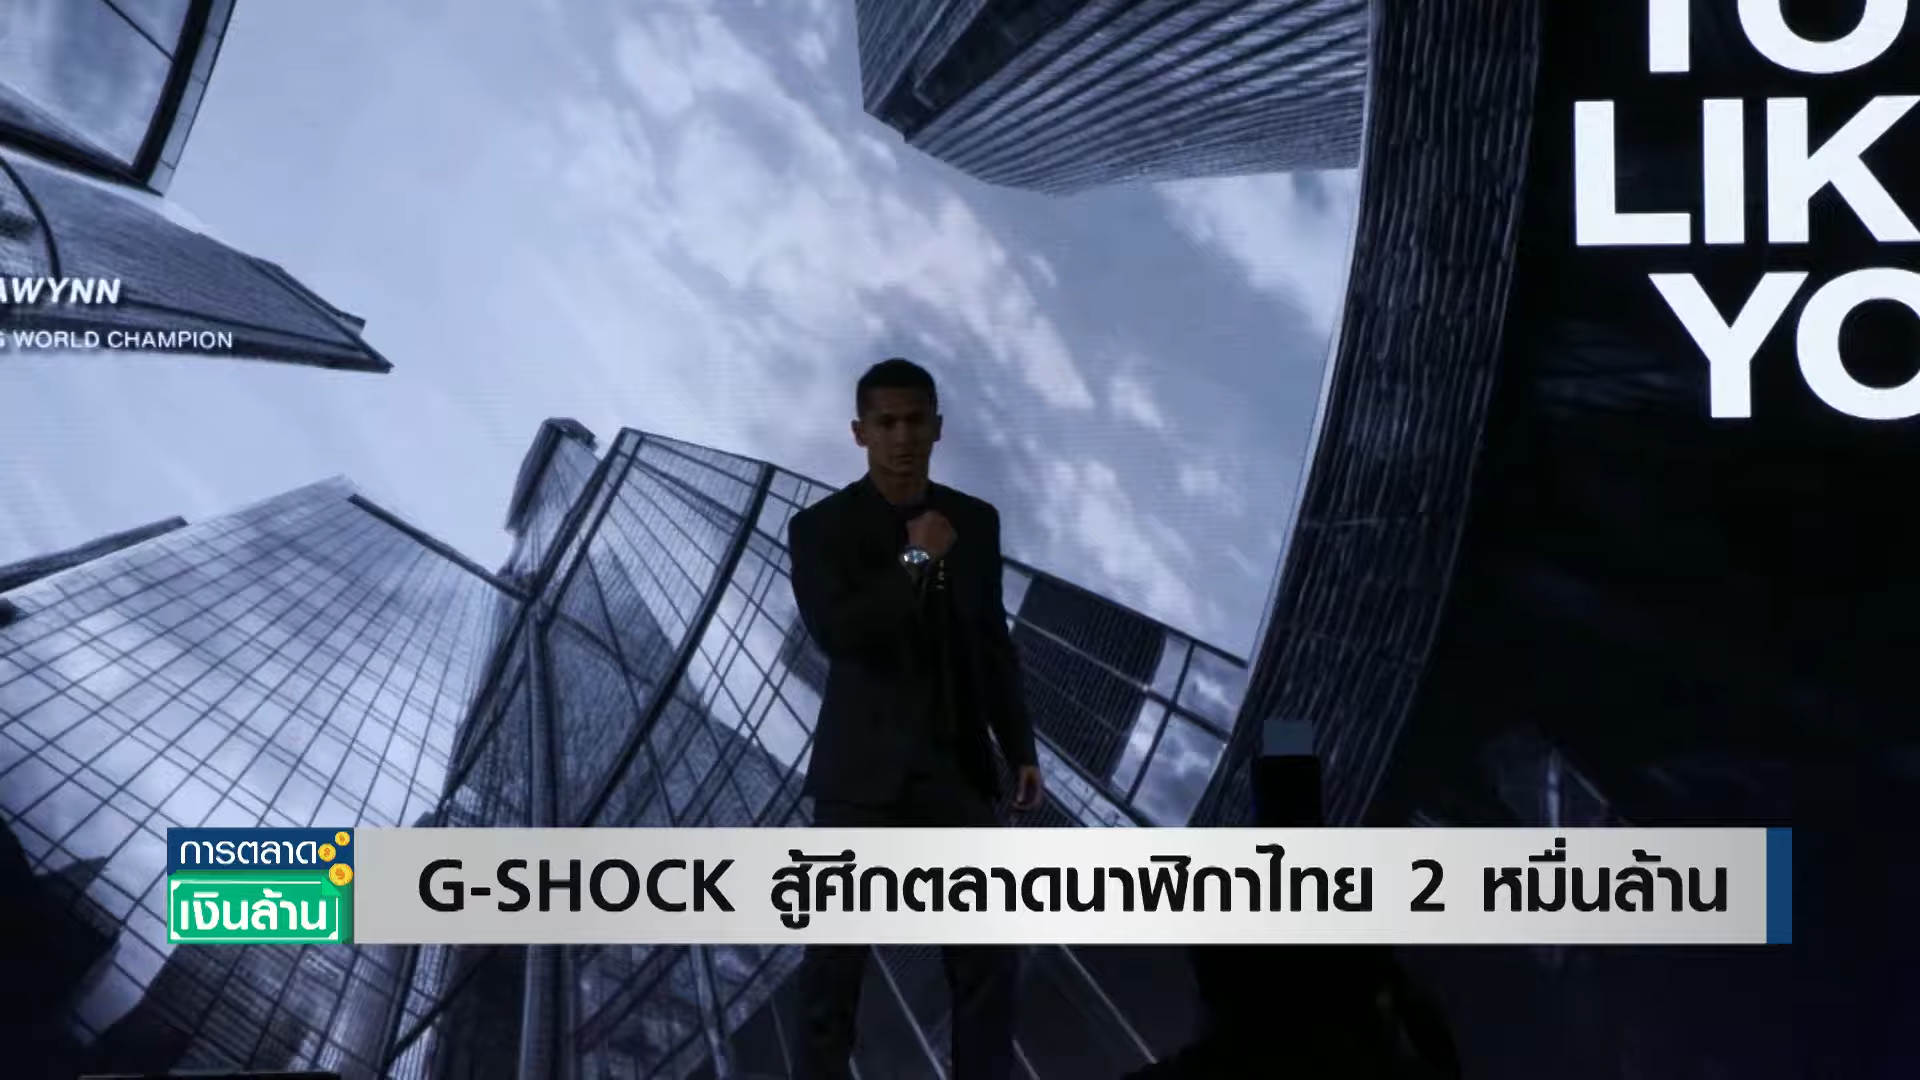 TO
LIK
YO
AWYNN
G WORLD CHAMPION
การตลาด
เงินล้าน
G-SHOCK สู้ศึกตลาดนาฬิกาไทย 2 หมื่นล้าน